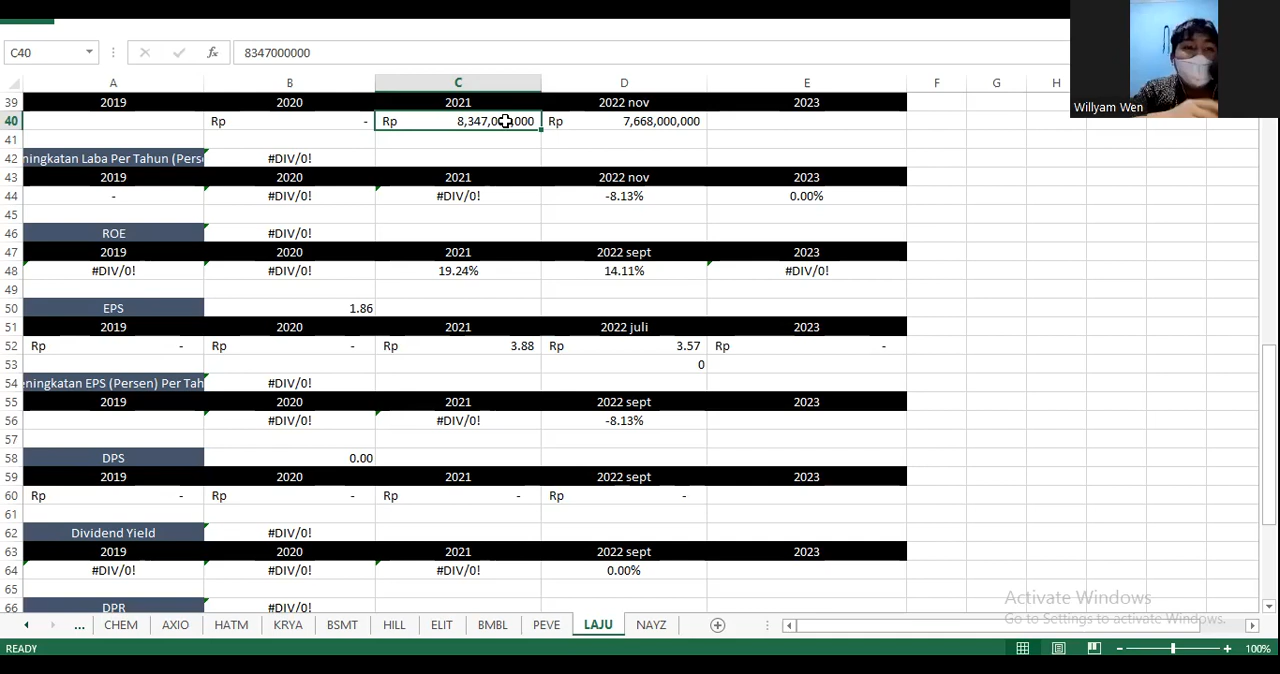 C40 fx 8347000000
Willyam Wen
A B C D E F G H
39 2019 2020 2021 2022 nov 2023
40 Rp - Rp Rp 7,668,000,000
41
42 ningkatan Laba Per Tahun #DIV/0!
43 2019 2020 2021 2022 nov 2023
44 - #DIV/0! #DIV/0! -8.13% 0.00%
45
46 ROE #DIV/0!
47 2019 2020 2021 2022 sept 2023
48 #DIV/0! #DIV/0! 19.24% 14.11% #DIV/0!
49
50 EPS 1.86
51 2019 2020 2021 2022 juli 2023
52 Rp - Rp - Rp 3.88 Rp 3.57 Rp -
53 0
54 eningkatan EPS (Persen) Per Tah #DIV/0!
55 2019 2020 2021 2022 sept 2023
56 #DIV/0! #DIV/0! -8.13%
57
58 DPS 0.00
59 2019 2020 2021 2022 sept 2023
60 Rp - Rp - Rp - Rp -
61
62 Dividend Yield #DIV/0!
63 2019 2020 2021 2022 sept 2023
64 #DIV/0! #DIV/0! #DIV/0! 0.00%
65
66 DPR #DIV/0!
Activate Windows
Go to Settings to activate Windows.
... CHEM AXIO HATM KRYA BSMT HILL ELIT BMBL PEVE LAJU NAYZ
READY 100%